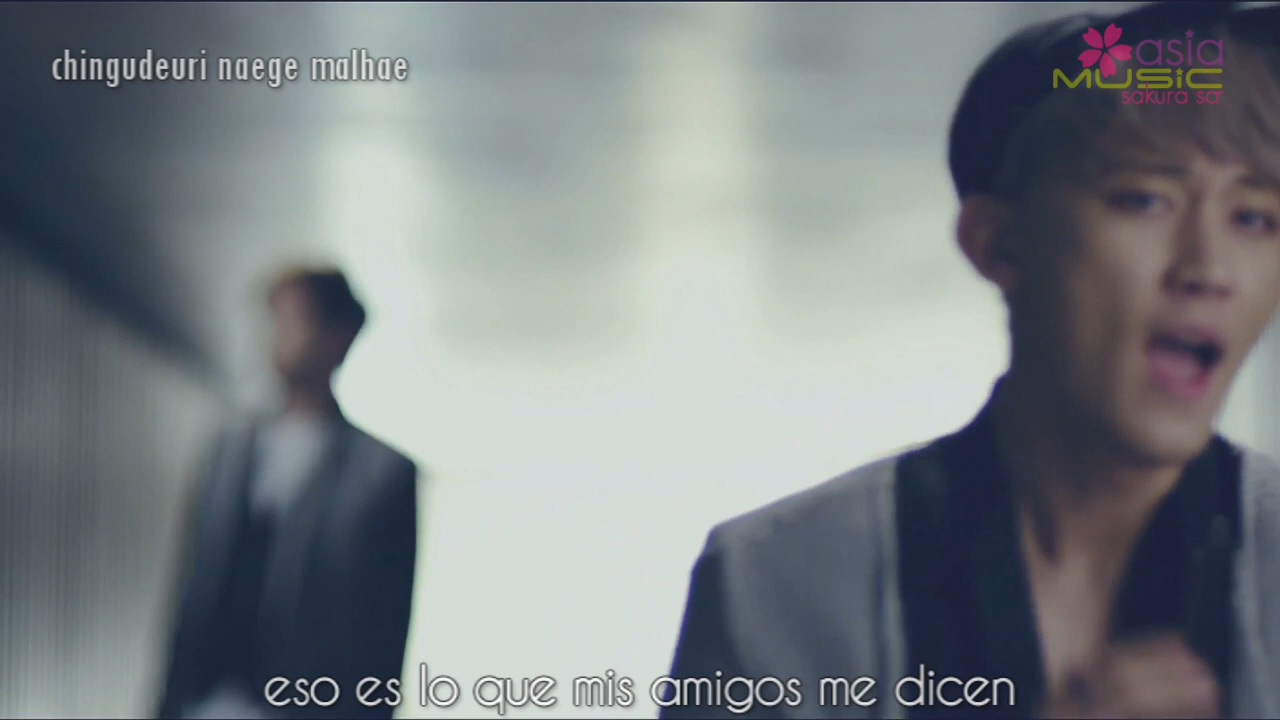 chingudeuri naege malhae
asia
MUSIC
sakura sa
eso es lo que mis amigos me dicen